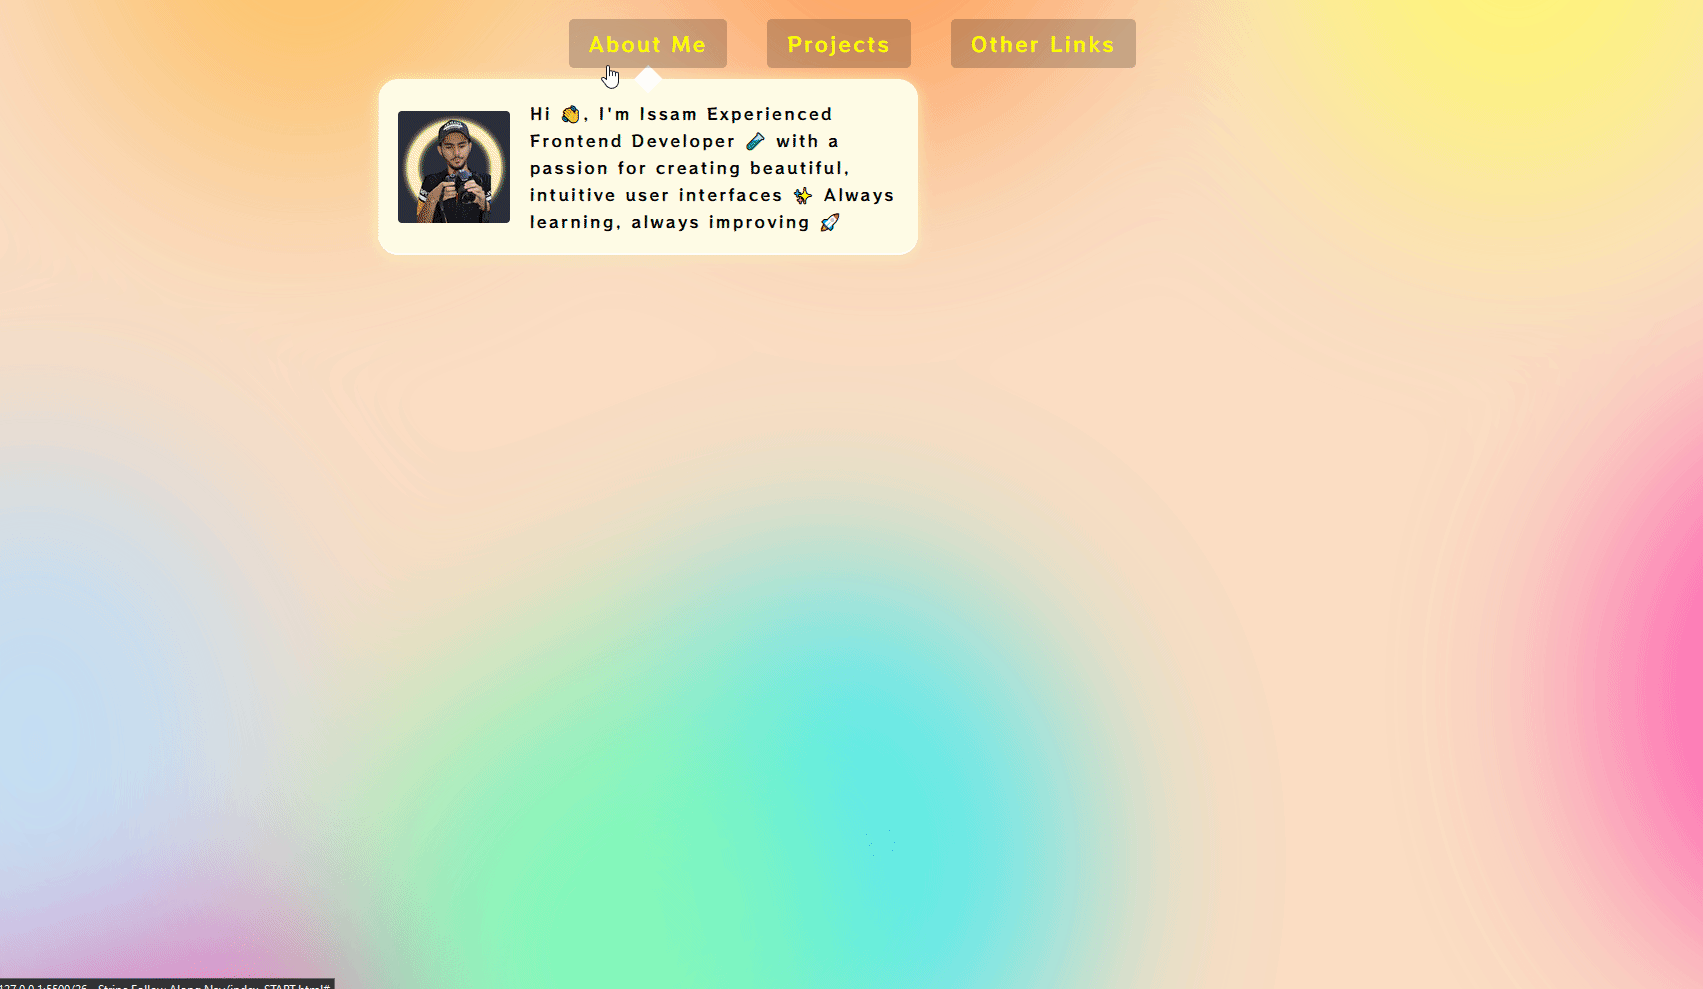 About Me
Projects
Other Links
Hi 👏, I'm Issam Experienced
Frontend Developer 🧪 with a
passion for creating beautiful,
intuitive user interfaces ✨ Always
learning, always improving 🚀
127.0.0.1:5500/26 - Stripe Follow Along Nav/index-START.html#